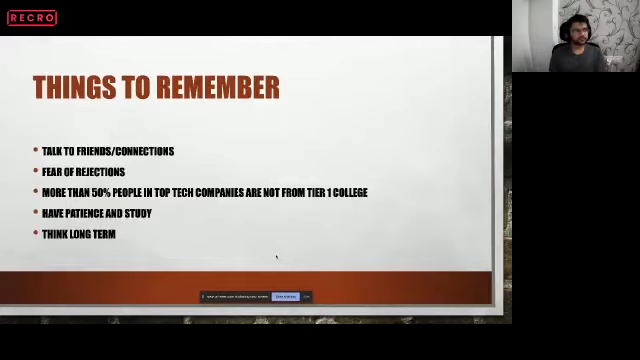 RECRO
THINGS TO REMEMBER
TALK TO FRIENDS/CONNECTIONS
FEAR OF REJECTIONS
MORE THAN 50% PEOPLE IN TOP TECH COMPANIES ARE NOT FROM TIER 1 COLLEGE
HAVE PATIENCE AND STUDY
THINK LONG TERM